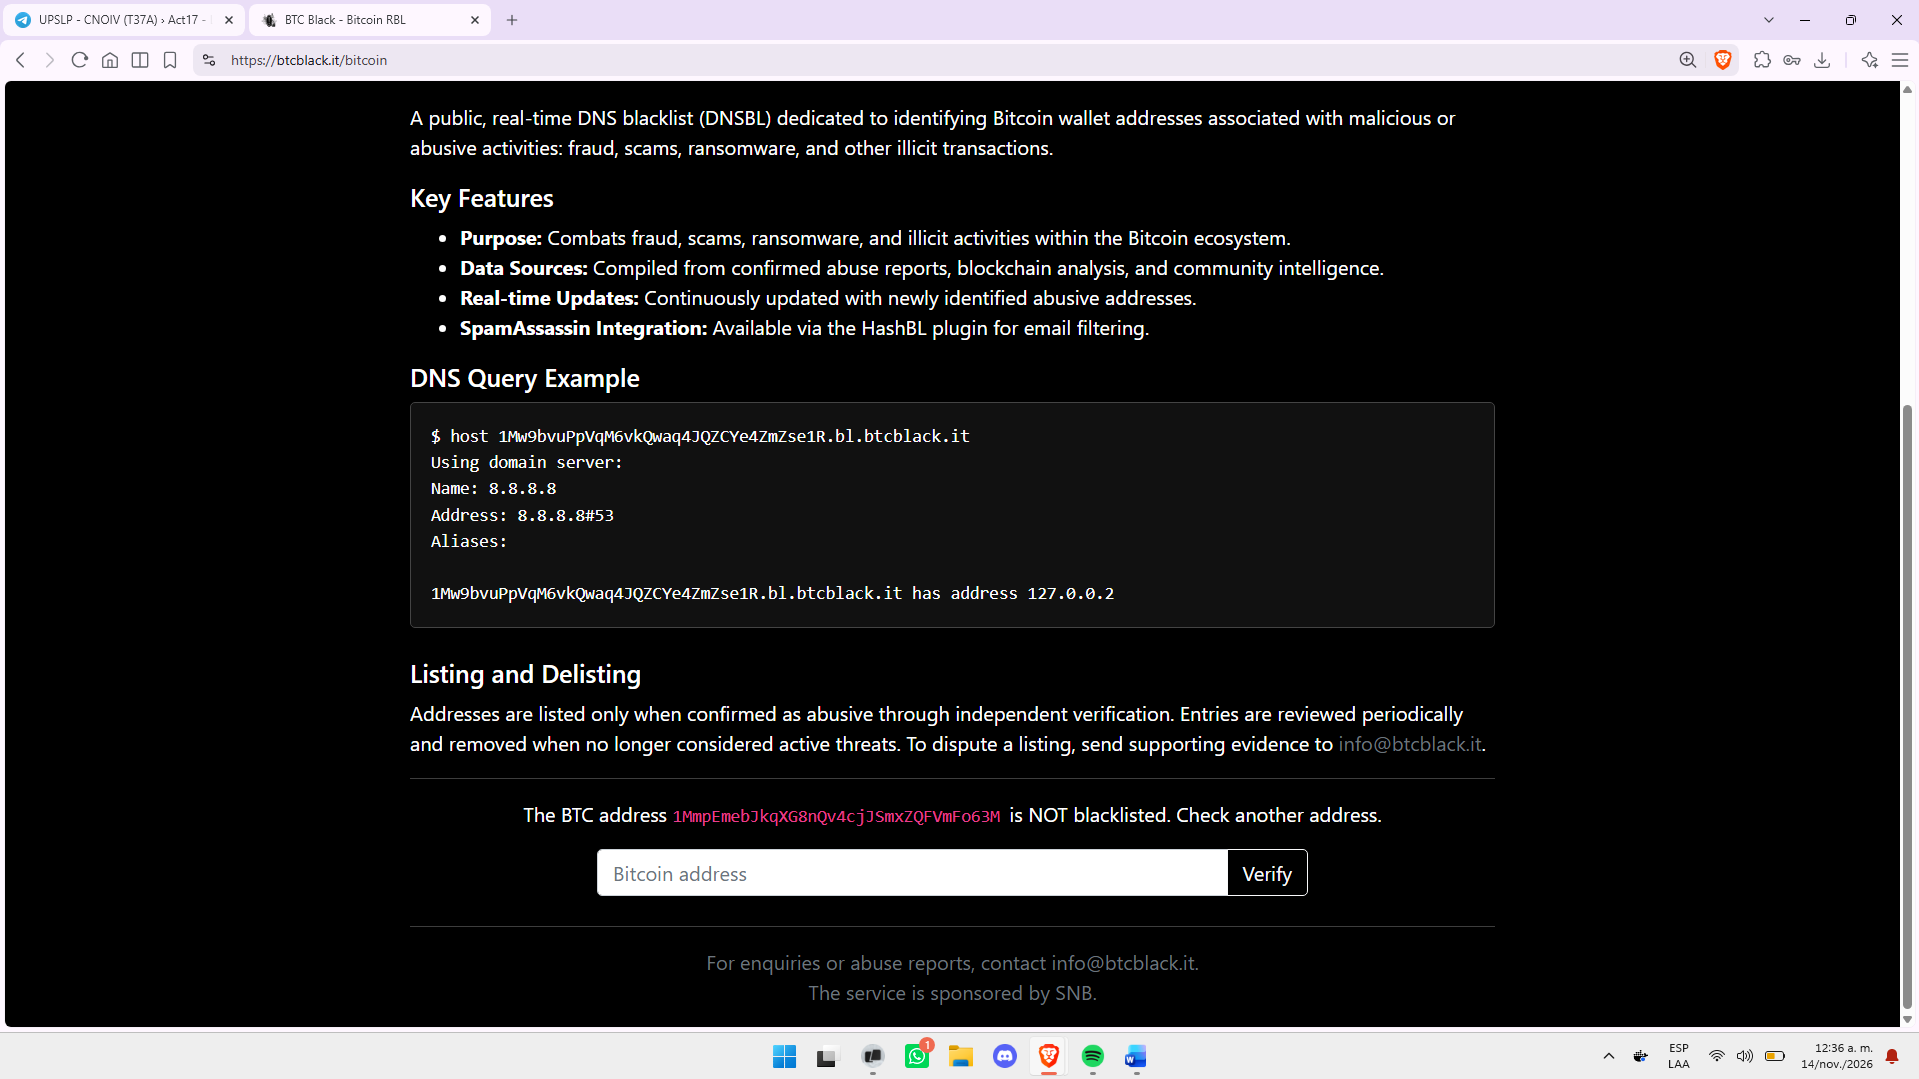 UPSLP - CNOIV (T37A) › Act17 -
BTC Black - Bitcoin RBL
https://btcblack.it/bitcoin
A public, real-time DNS blacklist (DNSBL) dedicated to identifying Bitcoin wallet addresses associated with malicious or
abusive activities: fraud, scams, ransomware, and other illicit transactions.
Key Features
• Purpose: Combats fraud, scams, ransomware, and illicit activities within the Bitcoin ecosystem.
• Data Sources: Compiled from confirmed abuse reports, blockchain analysis, and community intelligence.
• Real-time Updates: Continuously updated with newly identified abusive addresses.
• SpamAssassin Integration: Available via the HashBL plugin for email filtering.
DNS Query Example
$ host 1Mw9bvuPpVqM6vkQwaq4JQZCYe4ZmZse1R.bl.btcblack.it
Using domain server:
Name: 8.8.8.8
Address: 8.8.8.8#53
Aliases:
1Mw9bvuPpVqM6vkQwaq4JQZCYe4ZmZse1R.bl.btcblack.it has address 127.0.0.2
Listing and Delisting
Addresses are listed only when confirmed as abusive through independent verification. Entries are reviewed periodically
and removed when no longer considered active threats. To dispute a listing, send supporting evidence to info@btcblack.it.
The BTC address 1MmpEmebJkqXG8nQv4cjJSmxZQFVmFo63M is NOT blacklisted. Check another address.
Bitcoin address
Verify
For enquiries or abuse reports, contact info@btcblack.it.
The service is sponsored by SNB.
1
ESP
LAA
12:36 a. m.
14/nov./2026